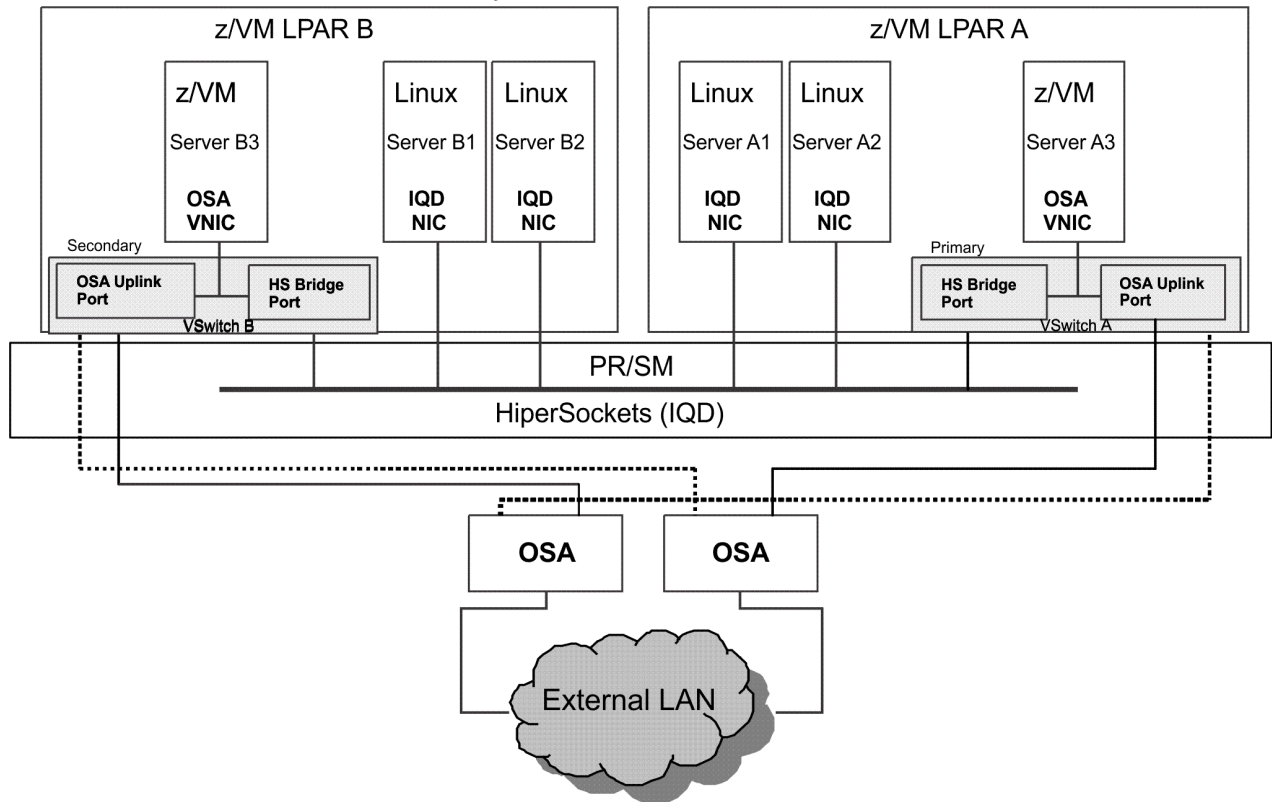 z/VM LPAR B
z/VM
Server B3
OSA
VNIC
Linux
Server B1
IQD
NIC
Linux
Server B2
IQD
NIC
Secondary
OSA Uplink
Port
HS Bridge
Port
VSwitch B
z/VM LPAR A
Linux
Server A1
IQD
NIC
Linux
Server A2
IQD
NIC
z/VM
Server A3
OSA
VNIC
Primary
HS Bridge
Port
OSA Uplink
Port
VSwitch A
PR/SM
HiperSockets (IQD)
OSA
OSA
External LAN